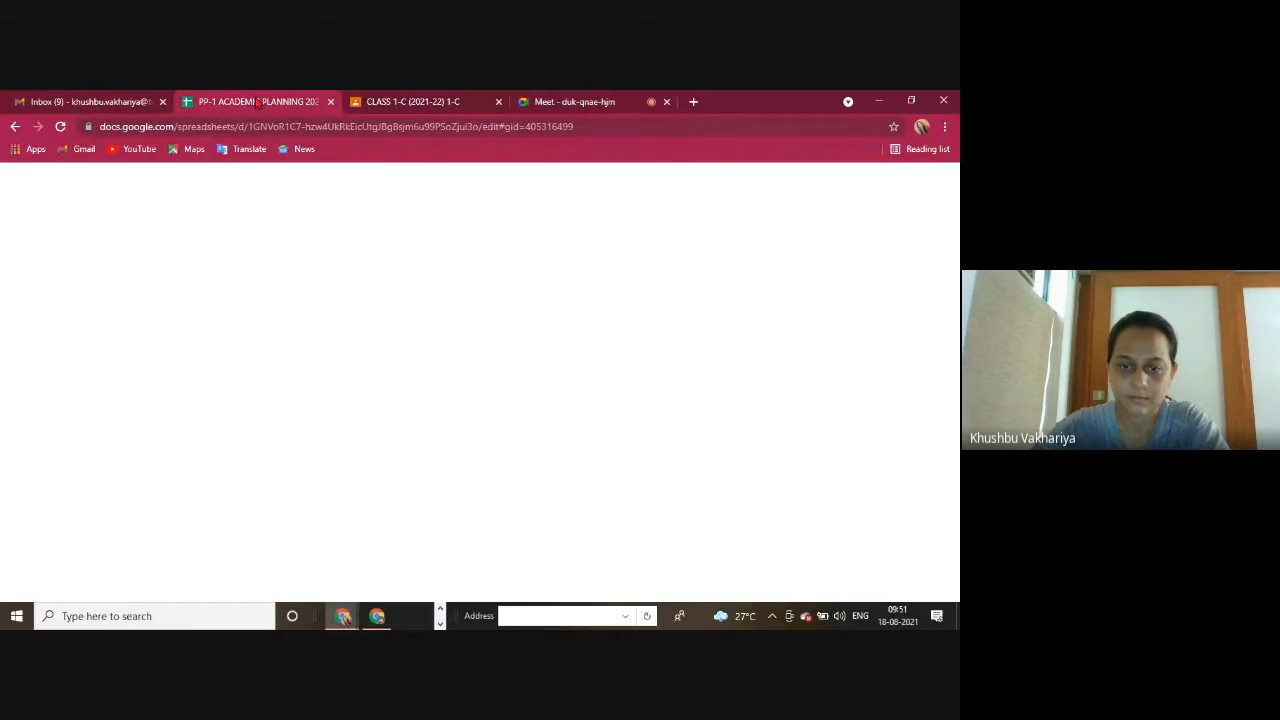 Inbox (9) - khushbu.vakhariya@
PP-1 ACADEMI PLANNING 202
CLASS 1-C (2021-22) 1-C
Meet - duk-qnae-hjm
docs.google.com/spreadsheets/d/1GNVoR1C7-hzw4UkRkEicUtgJBgBsjm6u99PSoZjui3o/edit#gid=405316499
Apps Gmail YouTube Maps Translate News Reading list
Khushbu Vakhariya
Type here to search
Address
27°C
ENG
09:51
18-08-2021